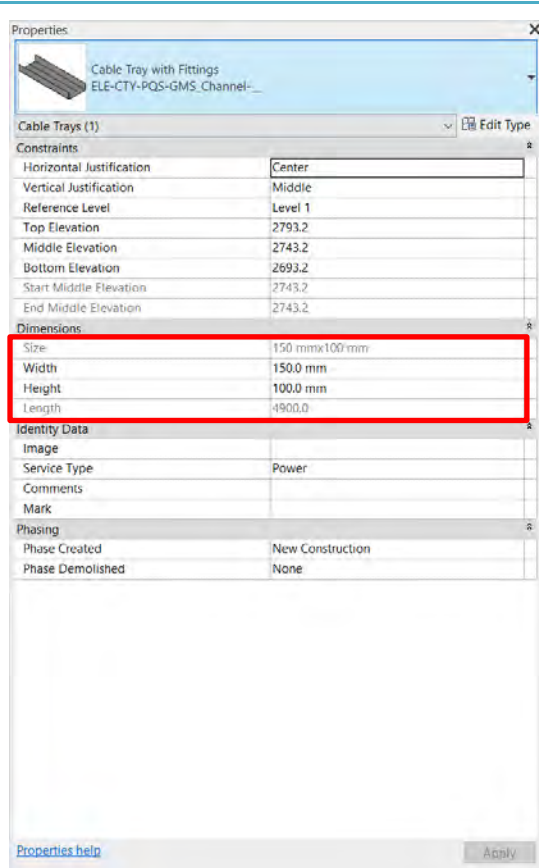 Properties
Cable Tray with Fittings
ELE-CTY-PQS-GMS_Channel-_...
Cable Trays (1) Edit Type
Constraints
Horizontal Justification Center
Vertical Justification Middle
Reference Level Level 1
Top Elevation 2793.2
Middle Elevation 2743.2
Bottom Elevation 2693.2
Start Middle Elevation 2743.2
End Middle Elevation 2743.2
Dimensions
Size 150 mmx100 mm
Width 150.0 mm
Height 100.0 mm
Length 4900.0
Identity Data
Image
Service Type Power
Comments
Mark
Phasing
Phase Created New Construction
Phase Demolished None
Properties help Apply